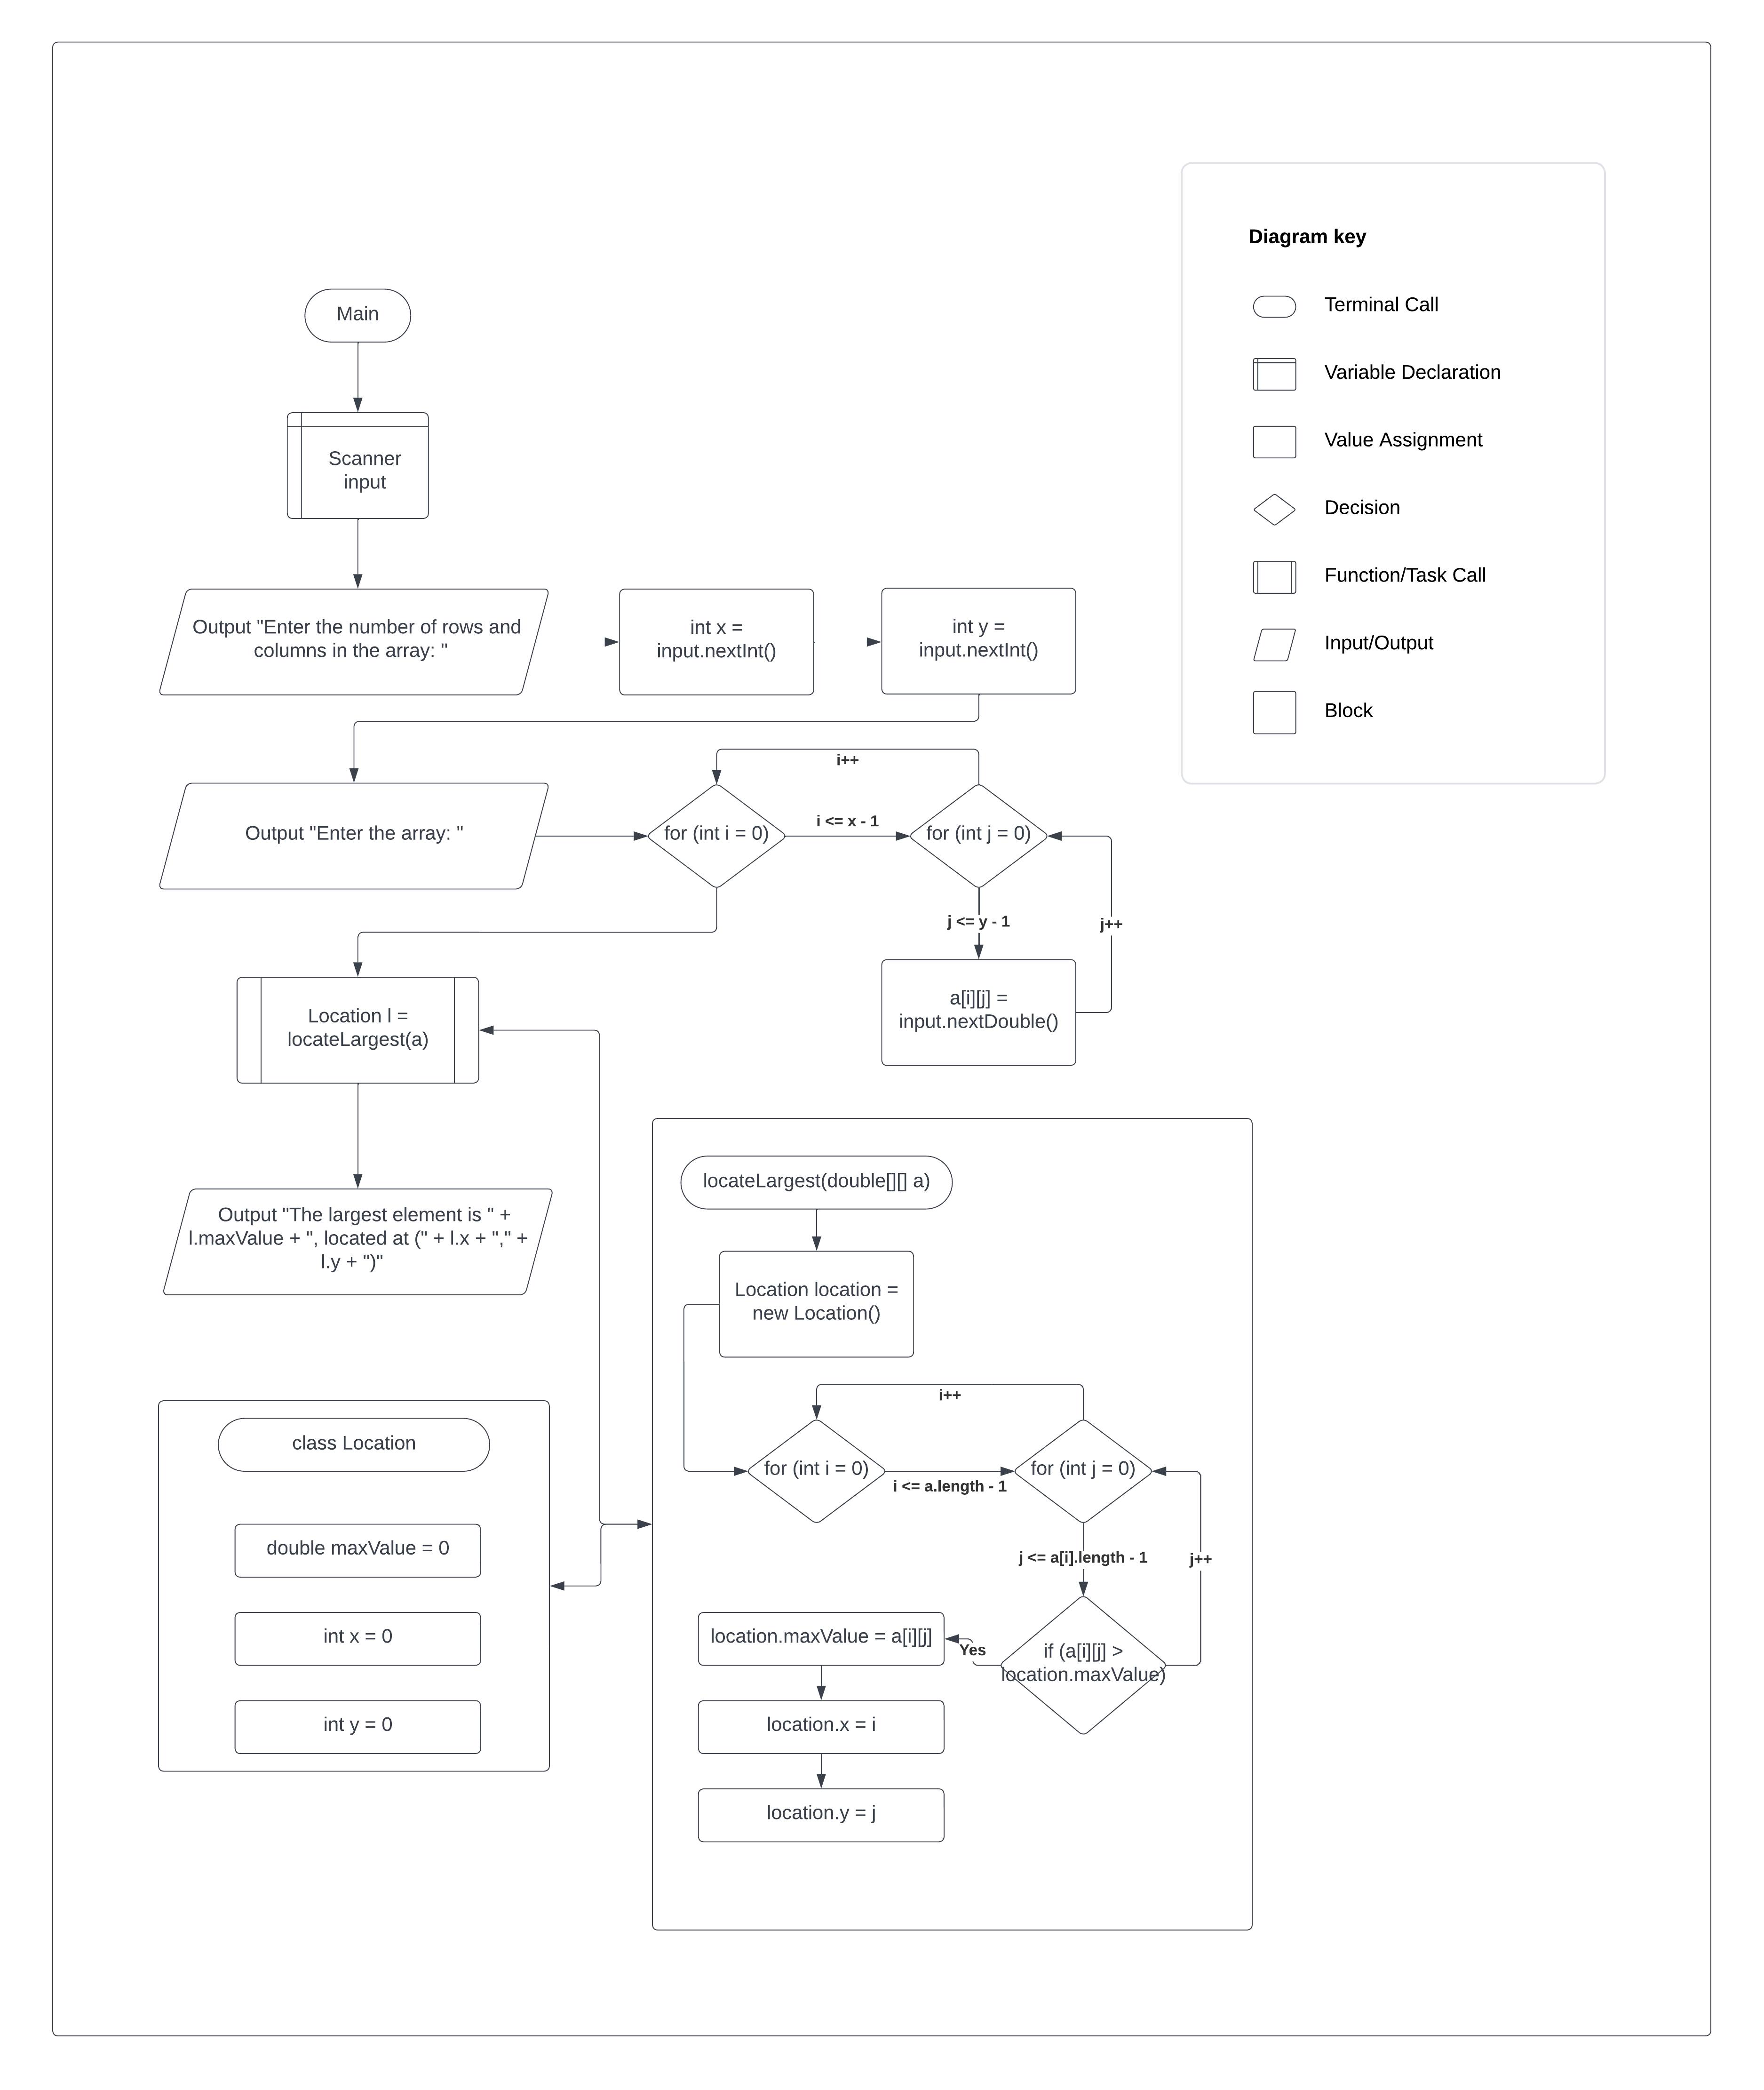 Diagram key
Terminal Call
Variable Declaration
Value Assignment
Decision
Function/Task Call
Input/Output
Block
Main
Scanner
input
Output "Enter the number of rows and
columns in the array: "
int x =
input.nextInt()
int y =
input.nextInt()
Output "Enter the array: "
for (int i = 0)
i++
i <= x - 1
for (int j = 0)
j <= y - 1
j++
a[i][j] =
input.nextDouble()
Location l =
locateLargest(a)
Output "The largest element is " +
l.maxValue + ", located at (" + l.x + "," +
l.y + ")"
class Location
double maxValue = 0
int x = 0
int y = 0
locateLargest(double[][] a)
Location location =
new Location()
i++
for (int i = 0)
i <= a.length - 1
for (int j = 0)
j <= a[i].length - 1
j++
if (a[i][j] >
location.maxValue)
Yes
location.maxValue = a[i][j]
location.x = i
location.y = j